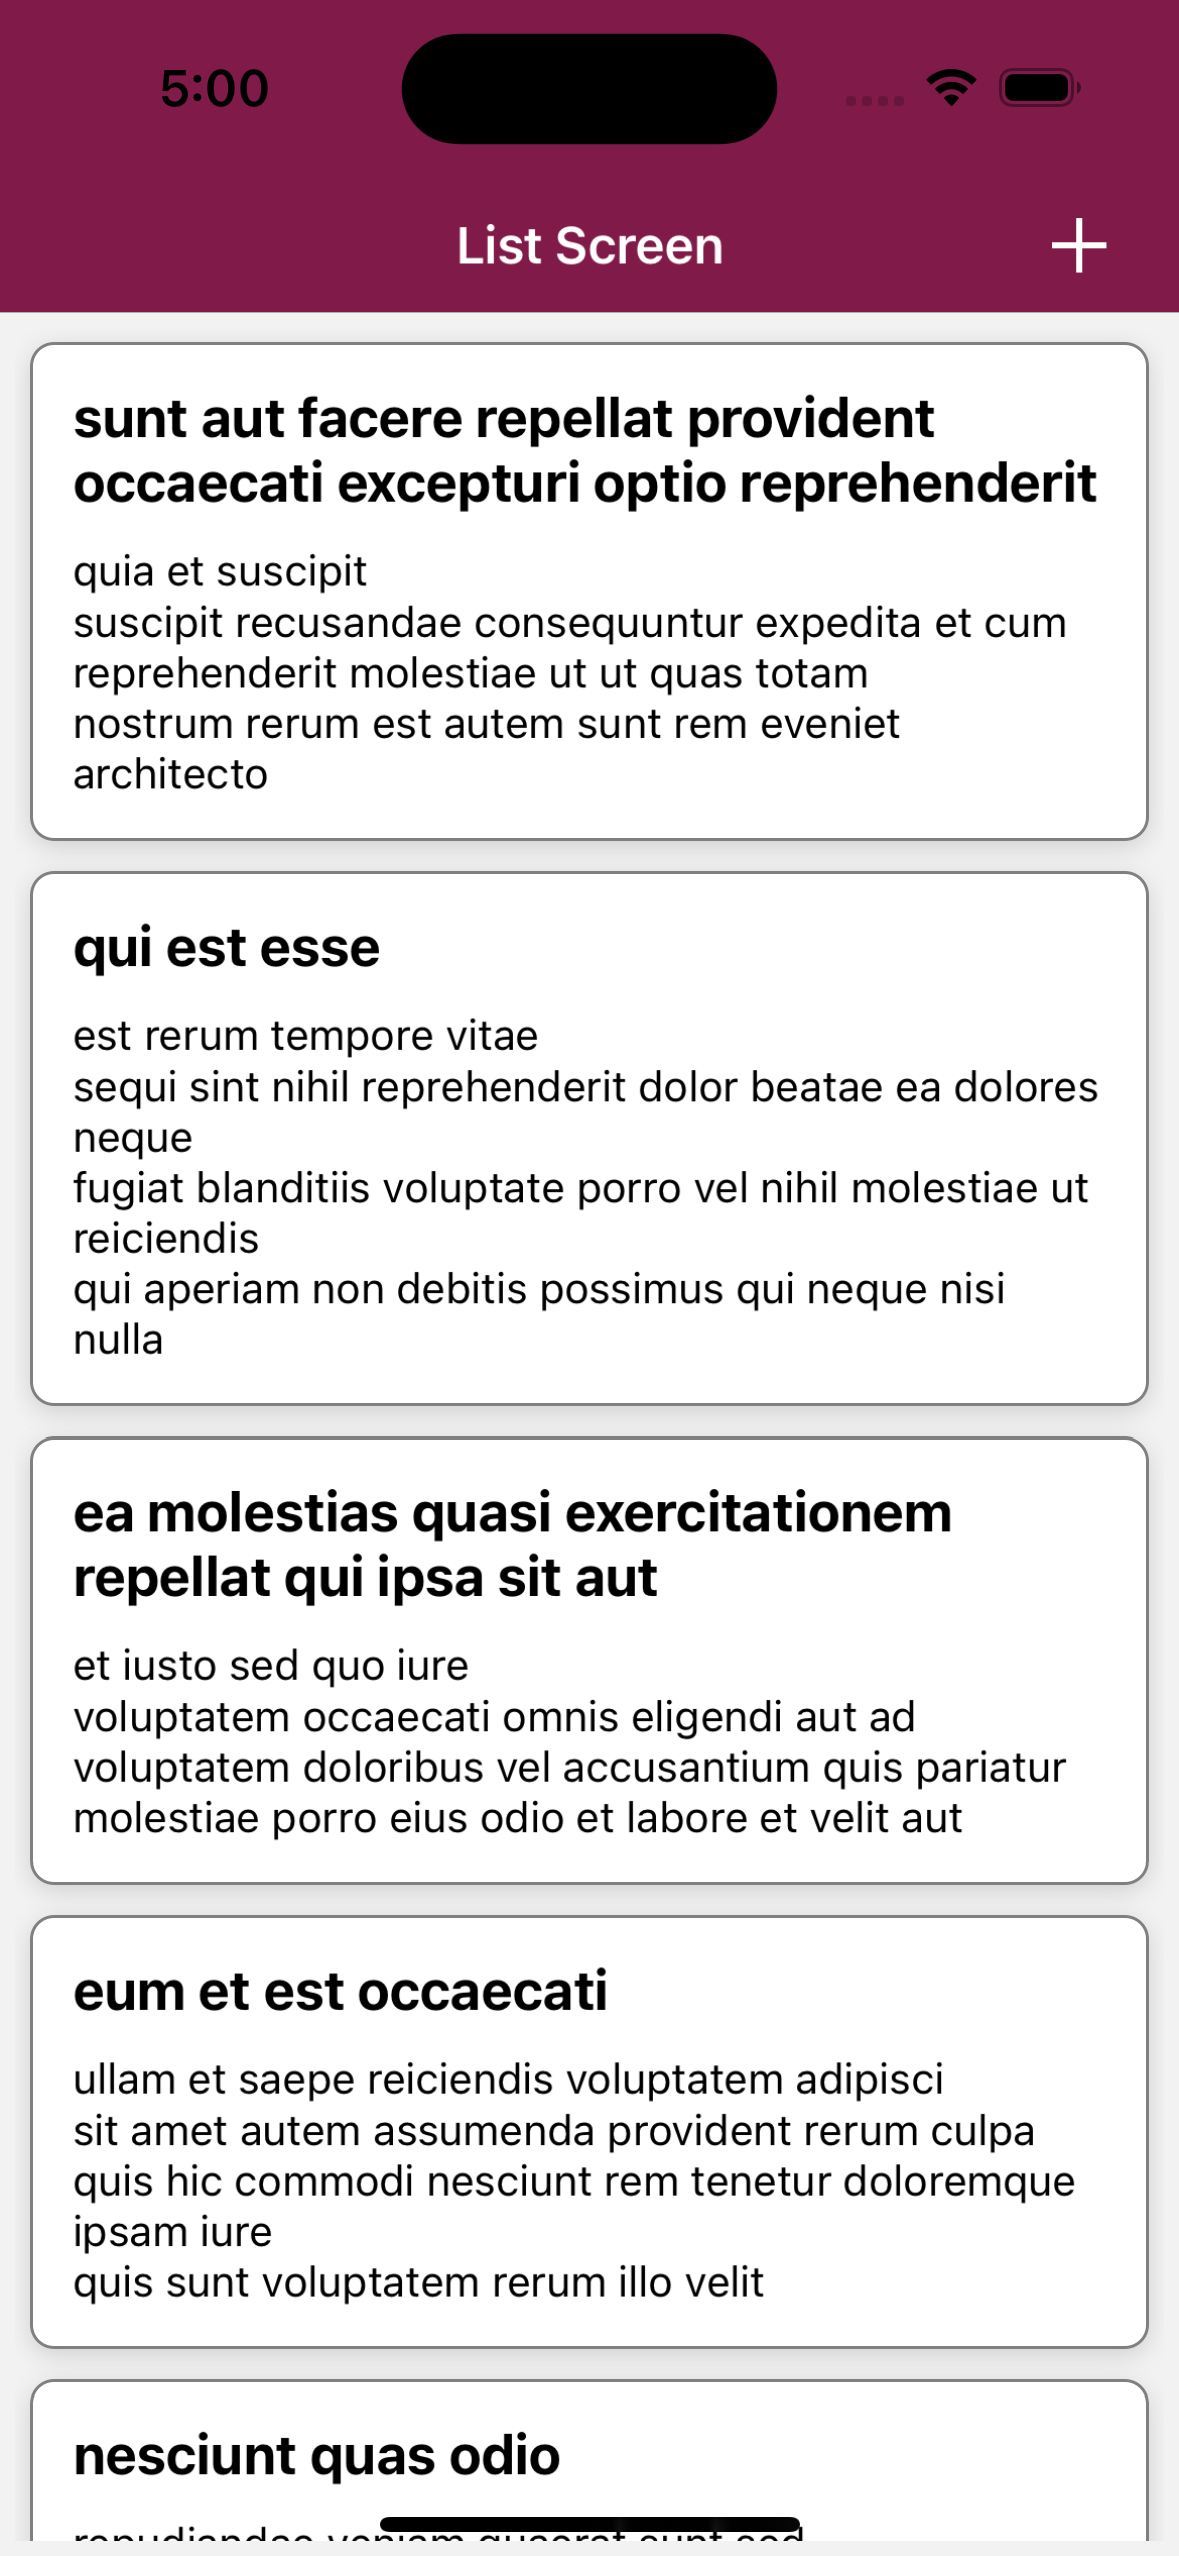 5:00
List Screen
sunt aut facere repellat provident
occaecati excepturi optio reprehenderit
quia et suscipit
suscipit recusandae consequuntur expedita et cum
reprehenderit molestiae ut ut quas totam
nostrum rerum est autem sunt rem eveniet
architecto
qui est esse
est rerum tempore vitae
sequi sint nihil reprehenderit dolor beatae ea dolores
neque
fugiat blanditiis voluptate porro vel nihil molestiae ut
reiciendis
qui aperiam non debitis possimus qui neque nisi
nulla
ea molestias quasi exercitationem
repellat qui ipsa sit aut
et iusto sed quo iure
voluptatem occaecati omnis eligendi aut ad
voluptatem doloribus vel accusantium quis pariatur
molestiae porro eius odio et labore et velit aut
eum et est occaecati
ullam et saepe reiciendis voluptatem adipisci
sit amet autem assumenda provident rerum culpa
quis hic commodi nesciunt rem tenetur doloremque
ipsam iure
quis sunt voluptatem rerum illo velit
nesciunt quas odio
repudiandae veniam quaerat sunt sed